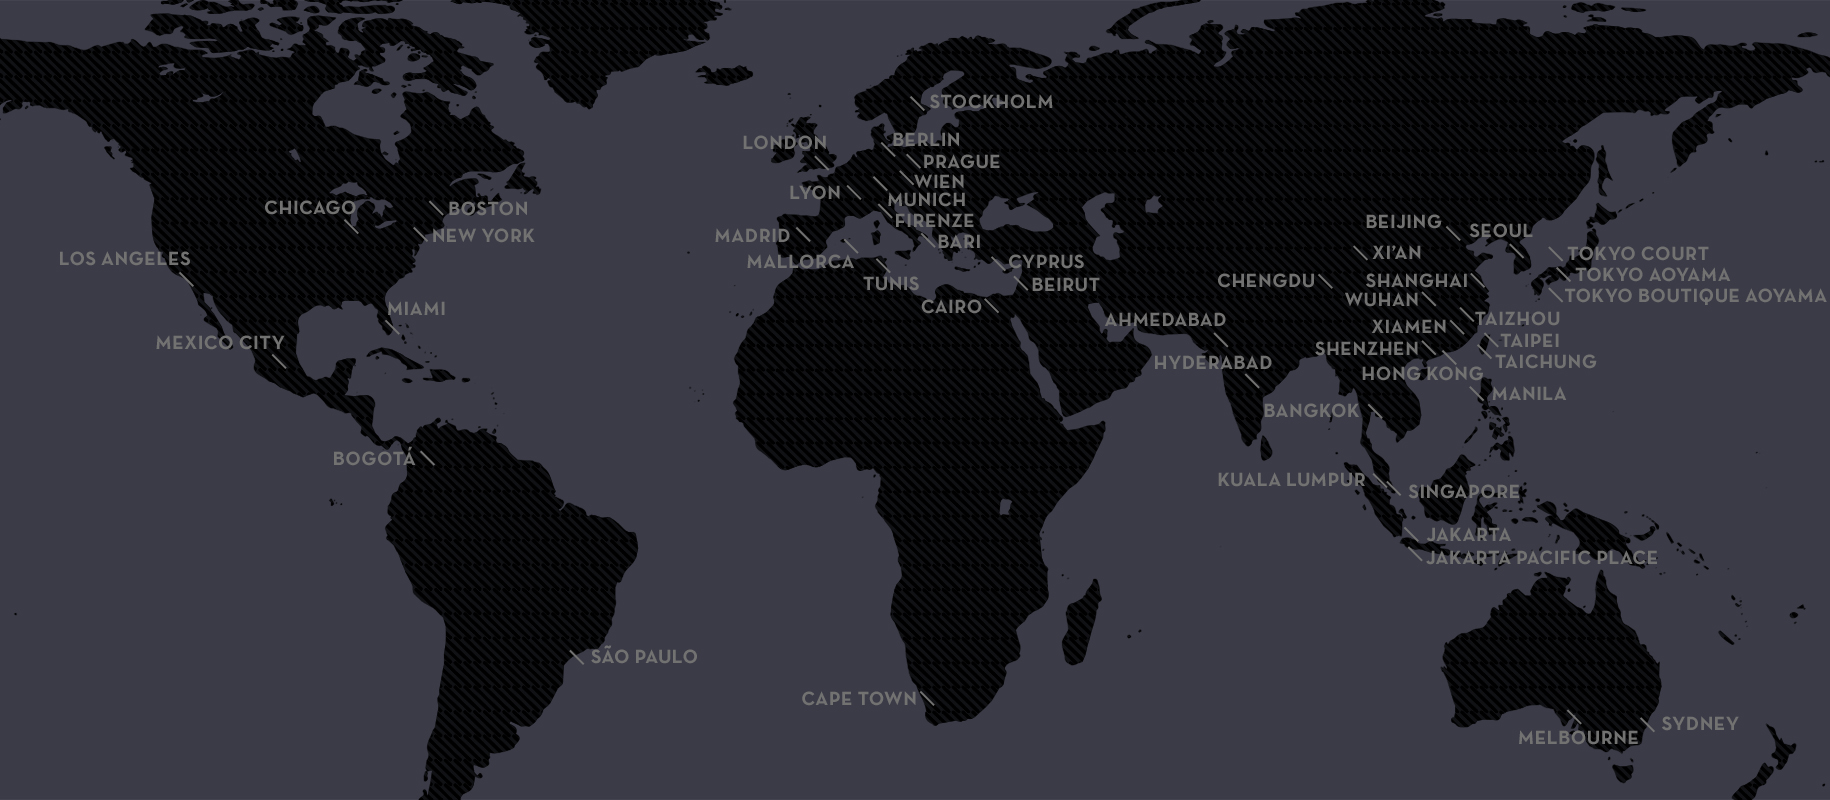 STOCKHOLM
LONDON
BERLIN
PRAGUE
WIEN
LYON
MUNICH
CHICAGO
BOSTON
FIRENZE
BEIJING
SEOUL
NEW YORK
MADRID
BARI
XI'AN
TOKYO COURT
LOS ANGELES
MALLORCA
CYPRUS
TOKYO AOYAMA
TUNIS
BEIRUT
CHENGDU
SHANGHAI
TOKYO BOUTIQUE AOYAMA
WUHAN
MIAMI
CAIRO
AHMEDABAD
TAIZHOU
XIAMEN
MEXICO CITY
TAIPEI
SHENZHEN
HYDERABAD
TAICHUNG
HONG KONG
MANILA
BANGKOK
BOGOTÁ
KUALA LUMPUR
SINGAPORE
JAKARTA
JAKARTA PACIFIC PLACE
SÃO PAULO
CAPE TOWN
SYDNEY
MELBOURNE